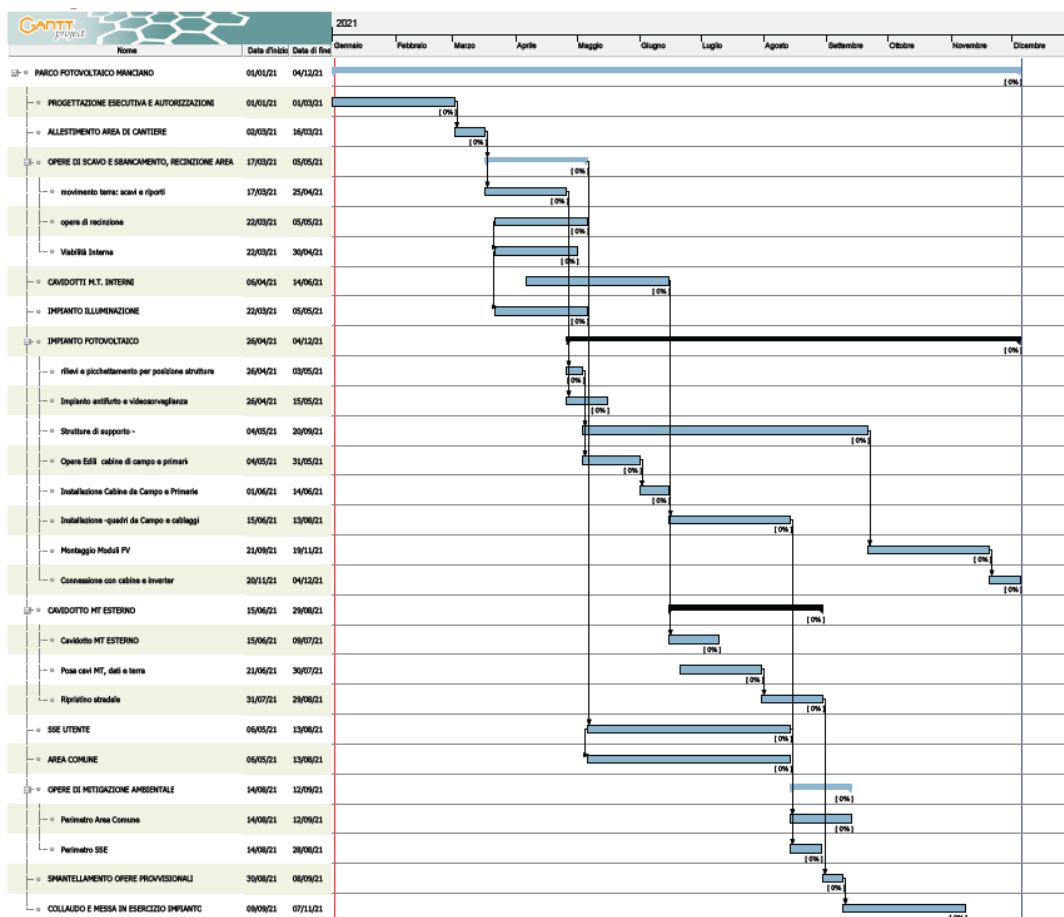 GANTT project
2021
Nome Data d'inizio Data di fine Gennaio Febbraio Marzo Aprile Maggio Giugno Luglio Agosto Settembre Ottobre Novembre Dicembre
PARCO FOTOVOLTAICO MANCIANO 01/01/21 04/12/21
[ 0% ]
PROGETTAZIONE ESECUTIVA E AUTORIZZAZIONI 01/01/21 01/03/21
[ 0% ]
ALLESTIMENTO AREA DI CANTIERE 02/03/21 16/03/21
[ 0% ]
OPERE DI SCAVO E SBANCAMENTO, RECINZIONE AREA 17/03/21 05/05/21
[ 0% ]
movimento terra: scavi e riporti 17/03/21 25/04/21
[ 0% ]
opere di recinzione 22/03/21 05/05/21
[ 0% ]
Viabilità Interna 22/03/21 30/04/21
[ 0% ]
CAVIDOTTI M.T. INTERNI 06/04/21 14/06/21
[ 0% ]
IMPIANTO ILLUMINAZIONE 22/03/21 05/05/21
[ 0% ]
IMPIANTO FOTOVOLTAICO 26/04/21 04/12/21
[ 0% ]
rilievi e picchettamento per posizione strutture 26/04/21 03/05/21
[ 0% ]
Impianto antifurto e videosorveglianza 26/04/21 15/05/21
[ 0% ]
Strutture di supporto - 04/05/21 20/09/21
[ 0% ]
Opere Edili cabine di campo e primari 04/05/21 31/05/21
[ 0% ]
Installazione Cabine da Campo e Primarie 01/06/21 14/06/21
[ 0% ]
Installazione -quadri da Campo e cablaggi 15/06/21 13/08/21
[ 0% ]
Montaggio Moduli FV 21/09/21 19/11/21
[ 0% ]
Connessione con cabine e inverter 20/11/21 04/12/21
[ 0% ]
CAVIDOTTO MT ESTERNO 15/06/21 29/08/21
[ 0% ]
Cavidotto MT ESTERNO 15/06/21 09/07/21
[ 0% ]
Posa cavi MT, dati e terra 21/06/21 30/07/21
[ 0% ]
Ripristino stradale 31/07/21 29/08/21
[ 0% ]
SSE UTENTE 06/05/21 13/08/21
[ 0% ]
AREA COMUNE 06/05/21 13/08/21
[ 0% ]
OPERE DI MITIGAZIONE AMBIENTALE 14/08/21 12/09/21
[ 0% ]
Perimetro Area Comune 14/08/21 12/09/21
[ 0% ]
Perimetro SSE 14/08/21 28/08/21
[ 0% ]
SMANTELLAMENTO OPERE PROVVISIONALI 30/08/21 08/09/21
[ 0% ]
COLLAUDO E MESSA IN ESERCIZIO IMPIANTO 09/09/21 07/11/21
[ 0% ]